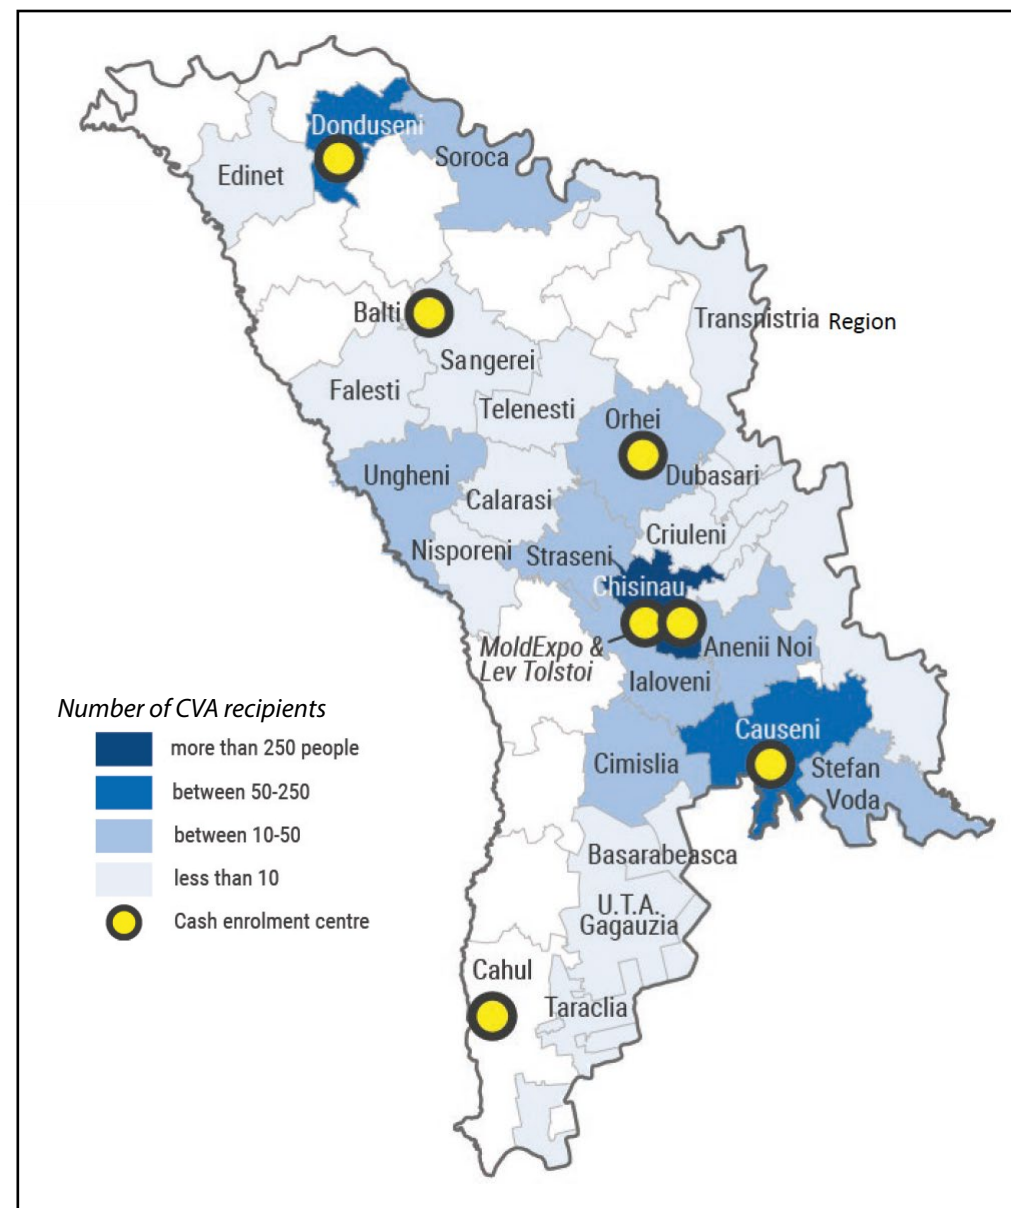 Donduseni
Soroca
Edinet
Balti
Transnistria Region
Sangerei
Falesti
Telenesti
Orhei
Ungheni
Dubasari
Calarasi
Criuleni
Nisporeni
Straseni
Chisinau
MoldExpo &
Lev Tolstoi
Anenii Noi
Ialoveni
Number of CVA recipients
more than 250 people
between 50-250
between 10-50
less than 10
Cash enrolment centre
Causeni
Cimislia
Stefan
Voda
Basarabeasca
U.T.A.
Gagauzia
Cahul
Taraclia